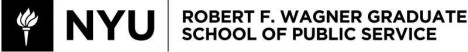 NYU
ROBERT F. WAGNER GRADUATE
SCHOOL OF PUBLIC SERVICE